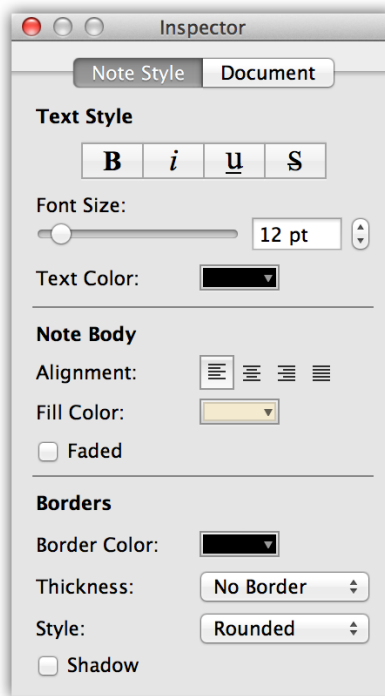 Inspector
Note Style Document
Text Style
B i u S
Font Size:
12 pt
Text Color:
Note Body
Alignment:
Fill Color:
Faded
Borders
Border Color:
Thickness: No Border
Style: Rounded
Shadow